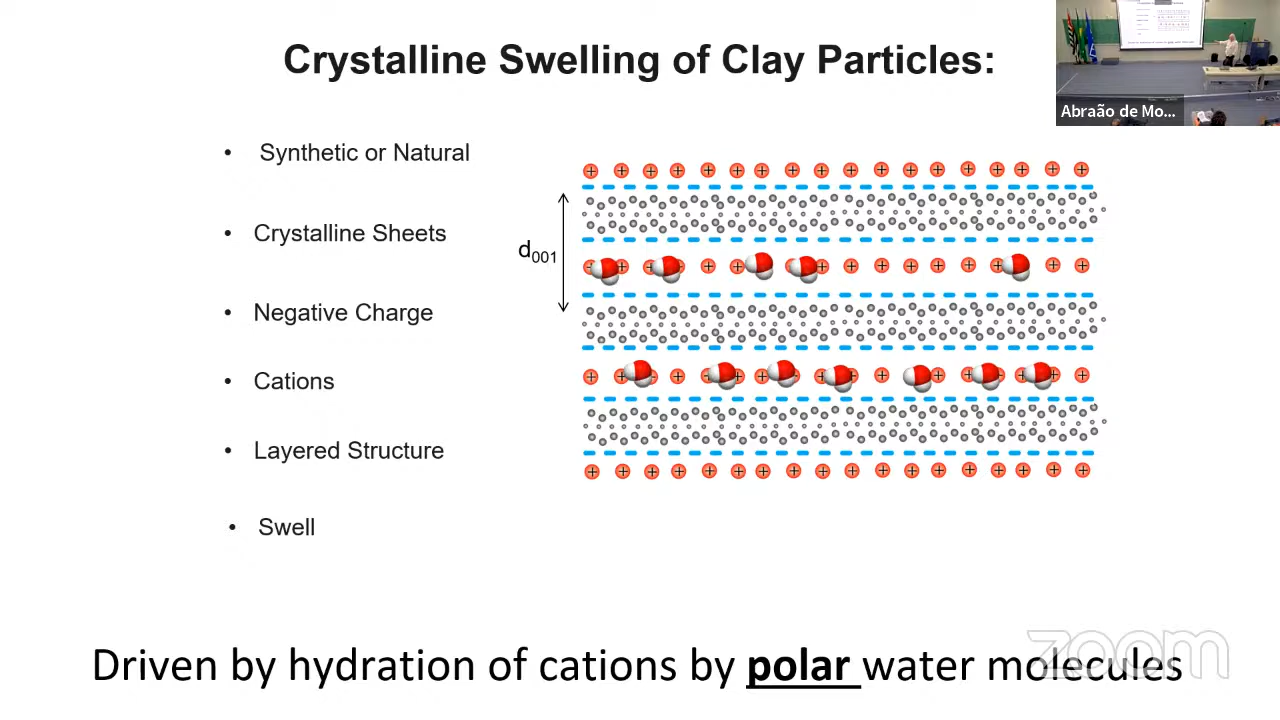 Crystalline Swelling of Clay Particles:
Abraão de Mo...
• Synthetic or Natural
• Crystalline Sheets
• Negative Charge
• Cations
• Layered Structure
• Swell
d001
Driven by hydration of cations by polar water molecules
zoom